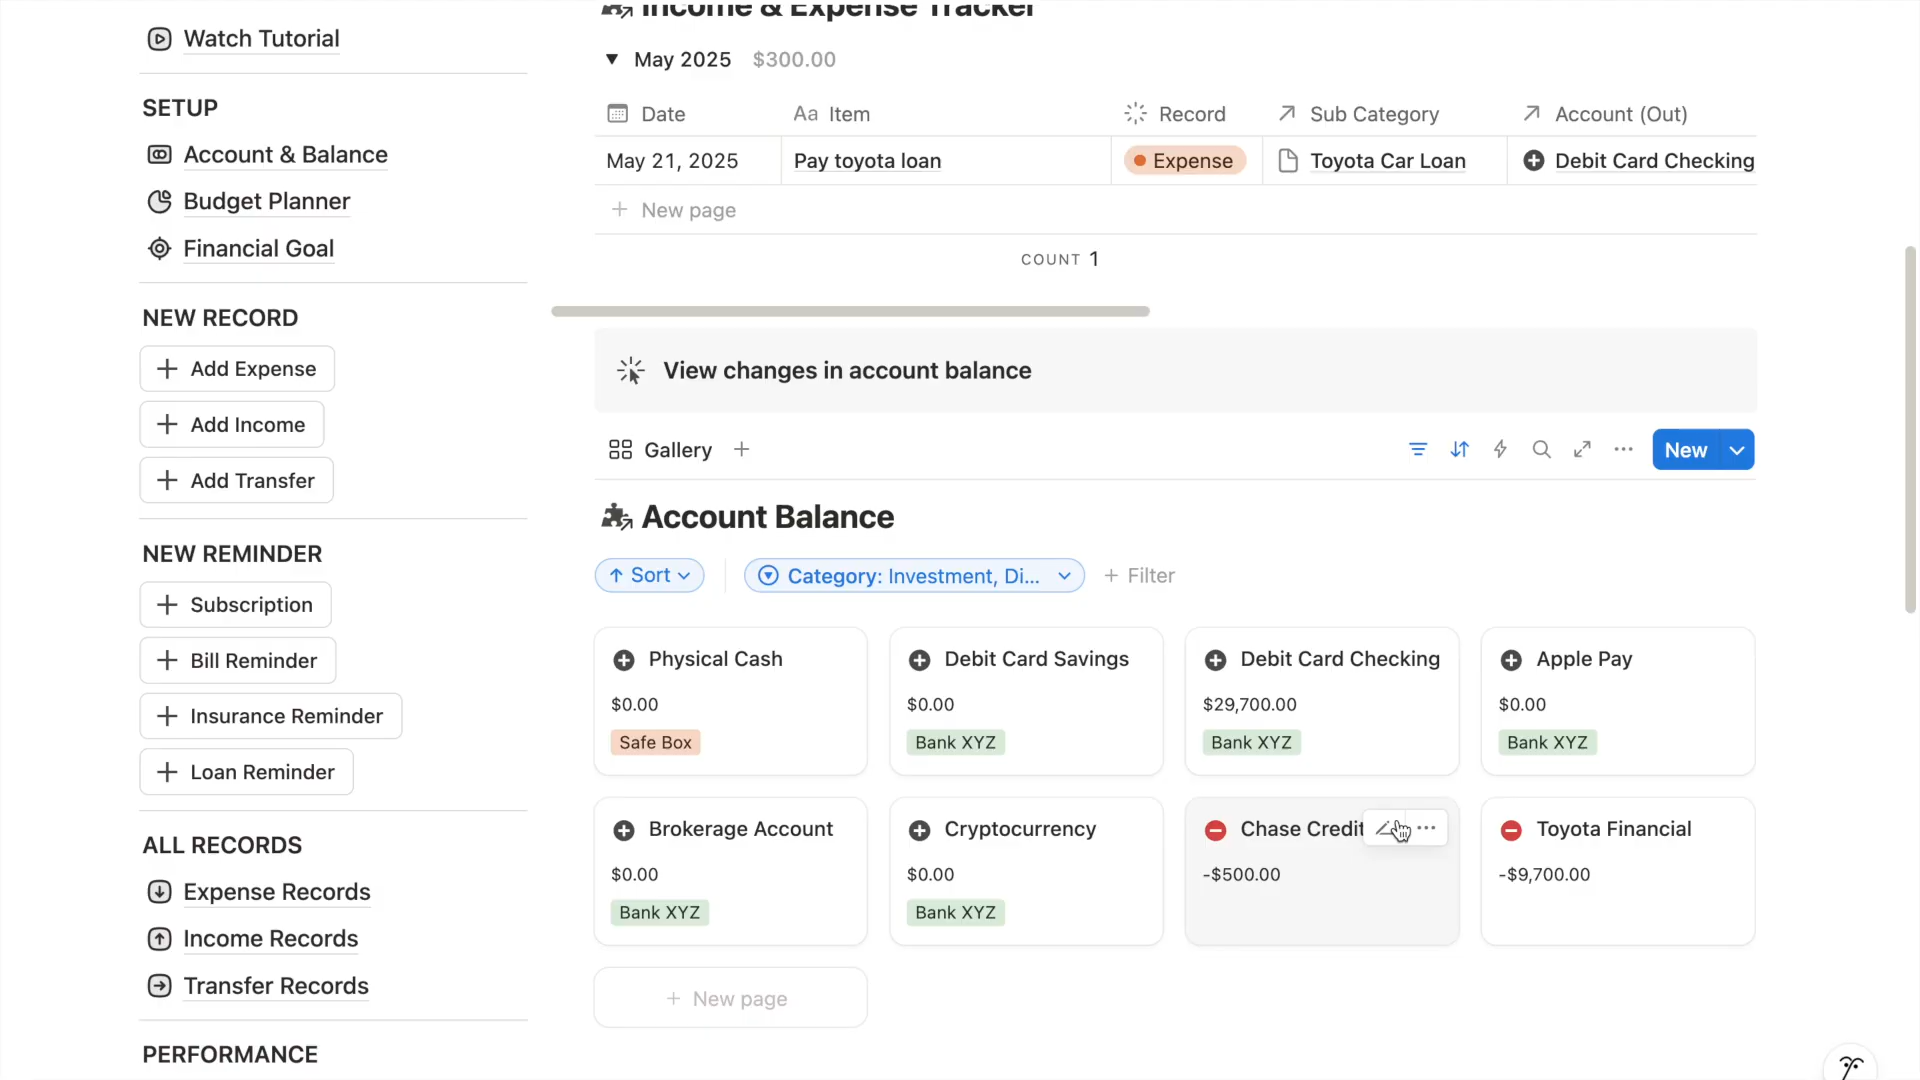 Income & Expense Tracker
Watch Tutorial
SETUP
Account & Balance
Budget Planner
Financial Goal
NEW RECORD
Add Expense
Add Income
Add Transfer
NEW REMINDER
Subscription
Bill Reminder
Insurance Reminder
Loan Reminder
ALL RECORDS
Expense Records
Income Records
Transfer Records
PERFORMANCE
May 2025 $300.00
Date Aa Item Record Sub Category Account (Out)
May 21, 2025 Pay toyota loan Expense Toyota Car Loan Debit Card Checking
+ New page
COUNT 1
View changes in account balance
Gallery +
New
Account Balance
Sort Category: Investment, Di... + Filter
Physical Cash
$0.00
Safe Box
Debit Card Savings
$0.00
Bank XYZ
Debit Card Checking
$29,700.00
Bank XYZ
Apple Pay
$0.00
Bank XYZ
Brokerage Account
$0.00
Bank XYZ
Cryptocurrency
$0.00
Bank XYZ
Chase Credit
-$500.00
Toyota Financial
-$9,700.00
+ New page